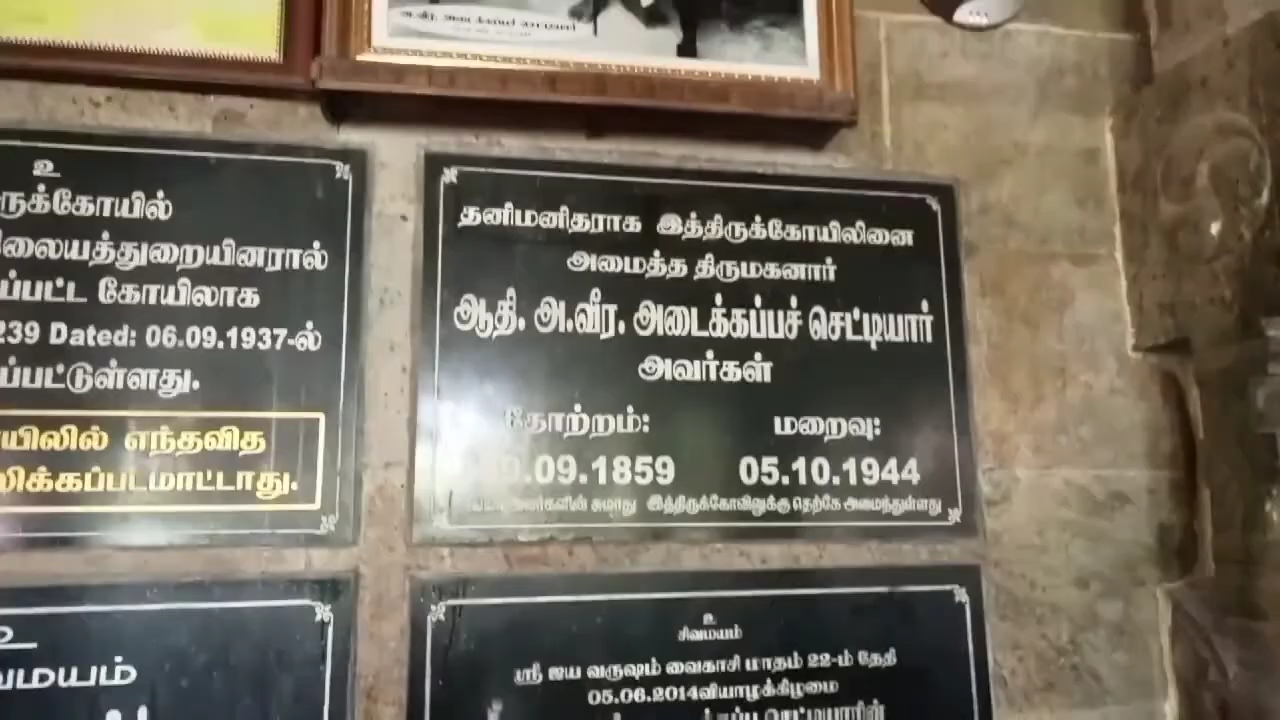 உ
ருக்கோயில்
லையத்துறையினரால்
ப்பட்ட கோயிலாக
239 Dated: 06.09.1937-ல்
ப்பட்டுள்ளது.
யிலில் எந்தவித
லிக்கப்படமாட்டாது.
தனிமனிதராக இத்திருக்கோயிலினை
அமைத்த திருமகனார்
ஆதி. அ.வீர. அடைக்கப்பச் செட்டியார்
அவர்கள்
தோற்றம்: மறைவு:
.09.1859 05.10.1944
இத்திருக்கோவிலுக்கு தெற்கே அமைந்துள்ளது
உ
வமயம்
உ
சிவமயம்
ஸ்ரீ ஜய வருஷம் வைகாசி மாதம் 22-ம் தேதி
05.06.2014வியாழக்கிழமை
செட்டியாரின்